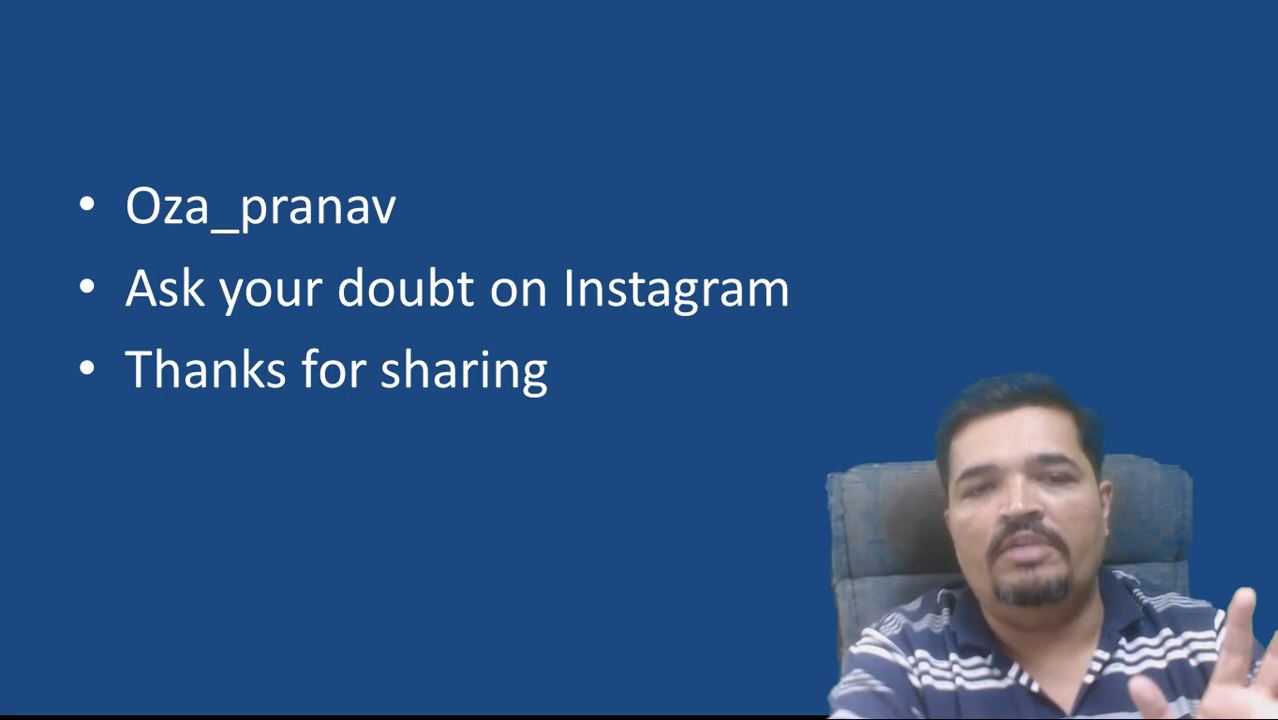 • Oza_pranav
• Ask your doubt on Instagram
• Thanks for sharing